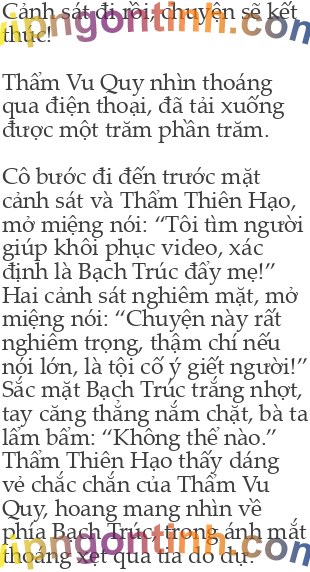 Cảnh sát đi rồi, chuyện sẽ kết
thúc!
vipngontinh.com
Thẩm Vu Quy nhìn thoáng
qua điện thoại, đã tải xuống
được một trăm phần trăm.
Cô bước đi đến trước mặt
cảnh sát và Thẩm Thiên Hạo,
mở miệng nói: “Tôi tìm người
giúp khôi phục video, xác
định là Bạch Trúc đẩy mẹ!”
Hai cảnh sát nghiêm mặt, mở
miệng nói: “Chuyện này rất
nghiêm trọng, thậm chí nếu
nói lớn, là tội cố ý giết người!”
Sắc mặt Bạch Trúc trắng nhợt,
tay căng thẳng nắm chặt, bà ta
lẩm bẩm: “Không thể nào.”
Thẩm Thiên Hạo thấy dáng
vẻ chắc chắn của Thẩm Vu
Quy, hoang mang nhìn về
phía Bạch Trúc, trong ánh mắt
thoáng xẹt qua tia do dự.
vipngontinh.com